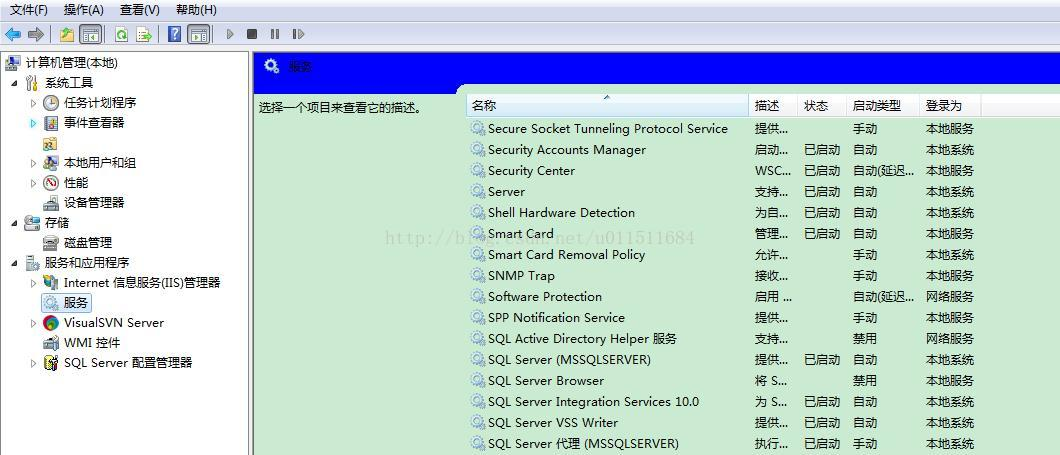 文件(F) 操作(A) 查看(V) 帮助(H)
计算机管理(本地)
系统工具
任务计划程序
事件查看器
本地用户和组
性能
设备管理器
存储
磁盘管理
服务和应用程序
Internet 信息服务(IIS)管理器
服务
VisualSVN Server
WMI 控件
SQL Server 配置管理器
服务
选择一个项目来查看它的描述。
名称 描述 状态 启动类型 登录为
Secure Socket Tunneling Protocol Service 提供... 手动 本地服务
Security Accounts Manager 启动... 已启动 自动 本地系统
Security Center WSC... 已启动 自动(延迟... 本地服务
Server 支持... 已启动 自动 本地系统
Shell Hardware Detection 为自... 已启动 自动 本地系统
Smart Card 管理... 已启动 自动 本地服务
Smart Card Removal Policy 允许... 手动 本地系统
SNMP Trap 接收... 手动 本地服务
Software Protection 启用 ... 自动(延迟... 网络服务
SPP Notification Service 提供... 手动 本地服务
SQL Active Directory Helper 服务 支持... 禁用 网络服务
SQL Server (MSSQLSERVER) 提供... 已启动 自动 本地系统
SQL Server Browser 将 S... 禁用 本地服务
SQL Server Integration Services 10.0 为 S... 已启动 自动 本地系统
SQL Server VSS Writer 提供... 已启动 自动 本地系统
SQL Server 代理 (MSSQLSERVER) 执行... 已启动 手动 本地系统
http://blog.csdn.net/u011511684